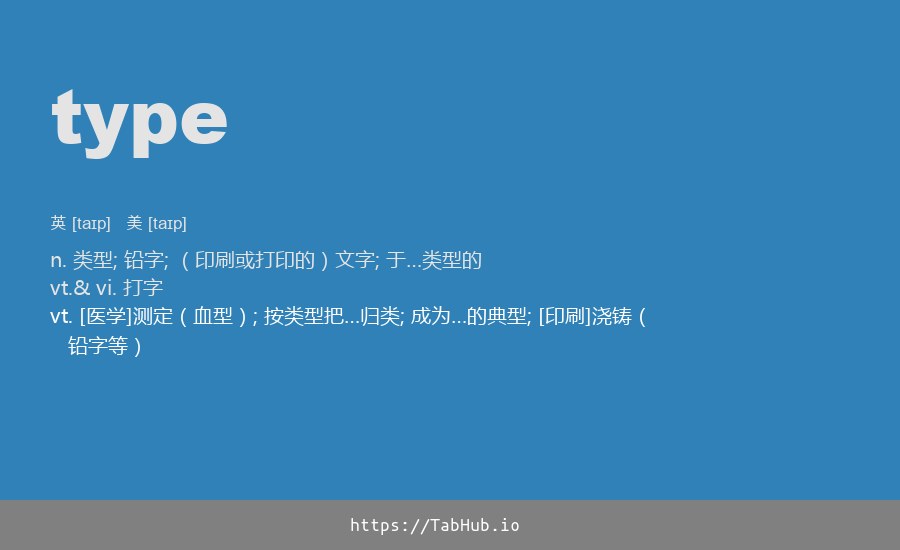 type
英 [taɪp] 美 [taɪp]
n. 类型; 铅字; （印刷或打印的）文字; 于…类型的
vt.& vi. 打字
vt. [医学]测定（血型）; 按类型把…归类; 成为…的典型; [印刷]浇铸（
铅字等）
https://TabHub.io